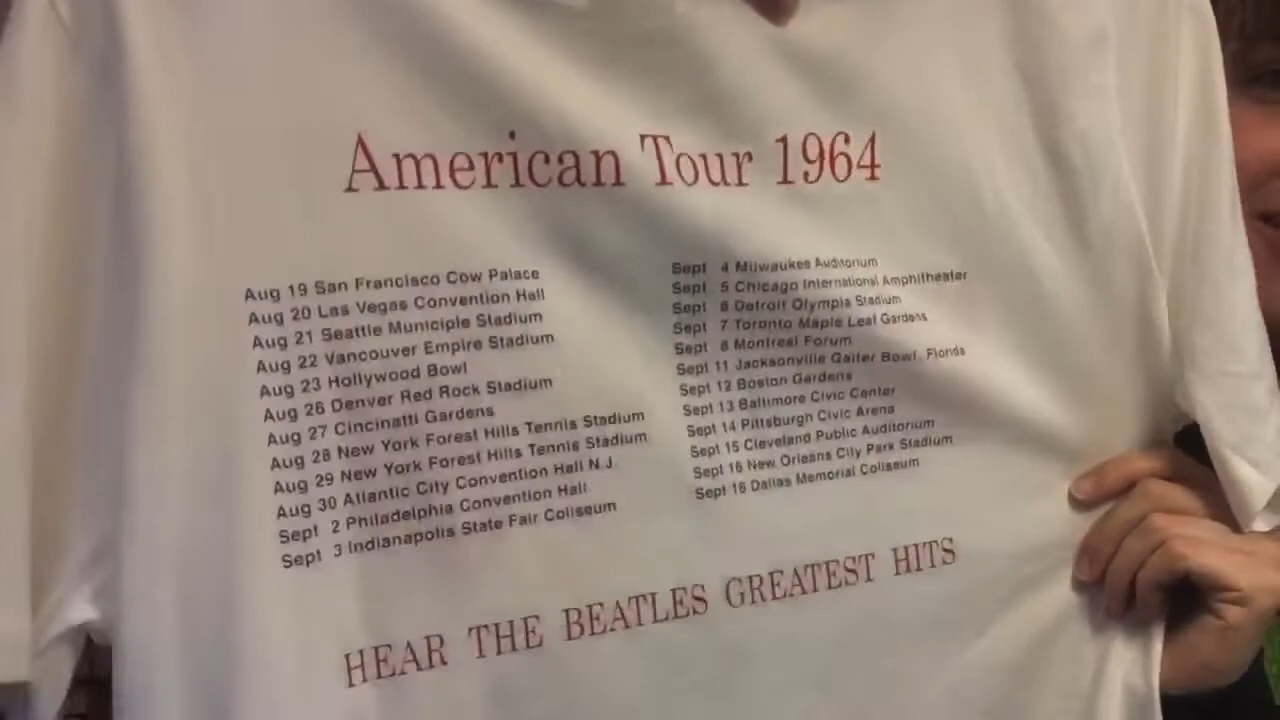 American Tour 1964
Aug 19 San Francisco Cow Palace
Aug 20 Las Vegas Convention Hall
Aug 21 Seattle Municiple Stadium
Aug 22 Vancouver Empire Stadium
Aug 23 Hollywood Bowl
Aug 26 Denver Red Rock Stadium
Aug 27 Cincinatti Gardens
Aug 28 New York Forest Hills Tennis Stadium
Aug 29 New York Forest Hills Tennis Stadium
Aug 30 Atlantic City Convention Hall N.J.
Sept 2 Philadelphia Convention Hall
Sept 3 Indianapolis State Fair Coliseum
Sept 4 Milwaukee Auditorium
Sept 5 Chicago International Amphitheater
Sept 6 Detroit Olympia Stadium
Sept 7 Toronto Maple Leaf Gardens
Sept 8 Montreal Forum
Sept 11 Jacksonville Gaiter Bowl, Florida
Sept 12 Boston Gardens
Sept 13 Baltimore Civic Center
Sept 14 Pittsburgh Civic Arena
Sept 15 Cleveland Public Auditorium
Sept 16 New Orleans City Park Stadium
Sept 16 Dallas Memorial Coliseum
HEAR THE BEATLES GREATEST HITS